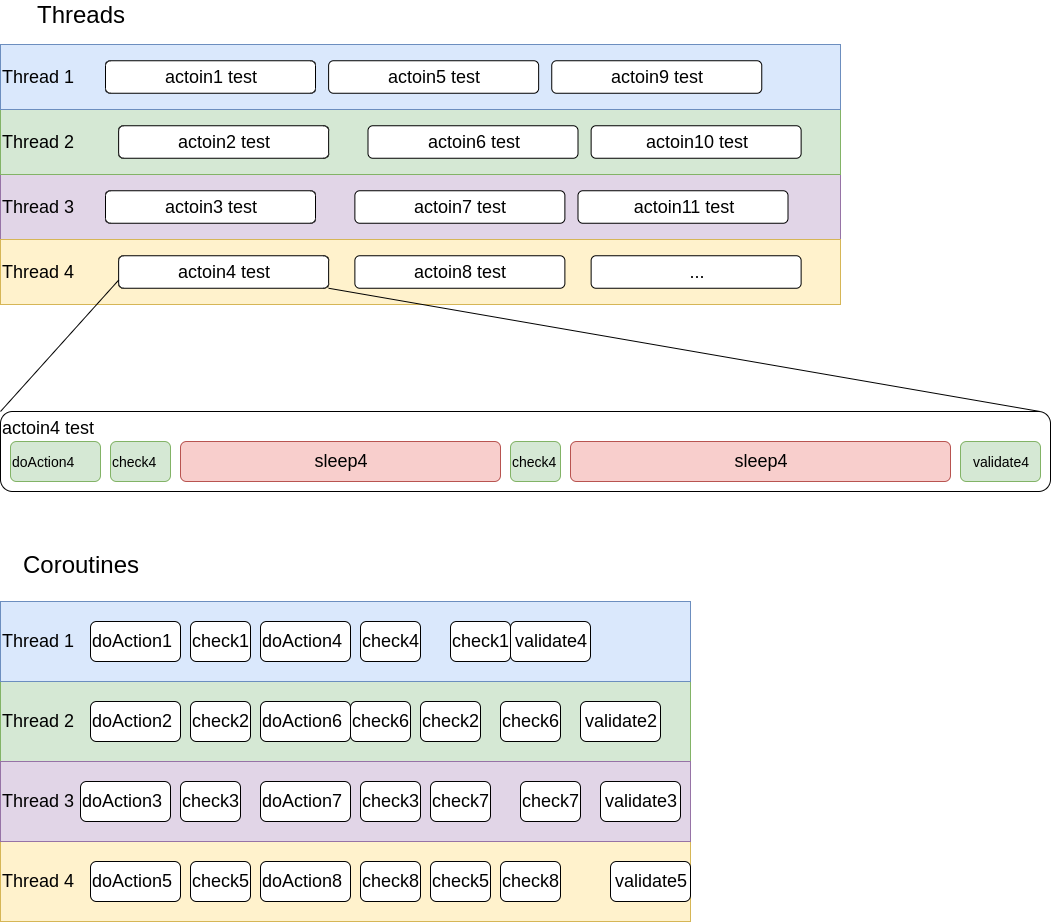 Threads
Thread 1 actoin1 test actoin5 test actoin9 test
Thread 2 actoin2 test actoin6 test actoin10 test
Thread 3 actoin3 test actoin7 test actoin11 test
Thread 4 actoin4 test actoin8 test ...
actoin4 test
doAction4 check4 sleep4 check4 sleep4 validate4
Coroutines
Thread 1 doAction1 check1 doAction4 check4 check1 validate4
Thread 2 doAction2 check2 doAction6 check6 check2 check6 validate2
Thread 3 doAction3 check3 doAction7 check3 check7 check7 validate3
Thread 4 doAction5 check5 doAction8 check8 check5 check8 validate5